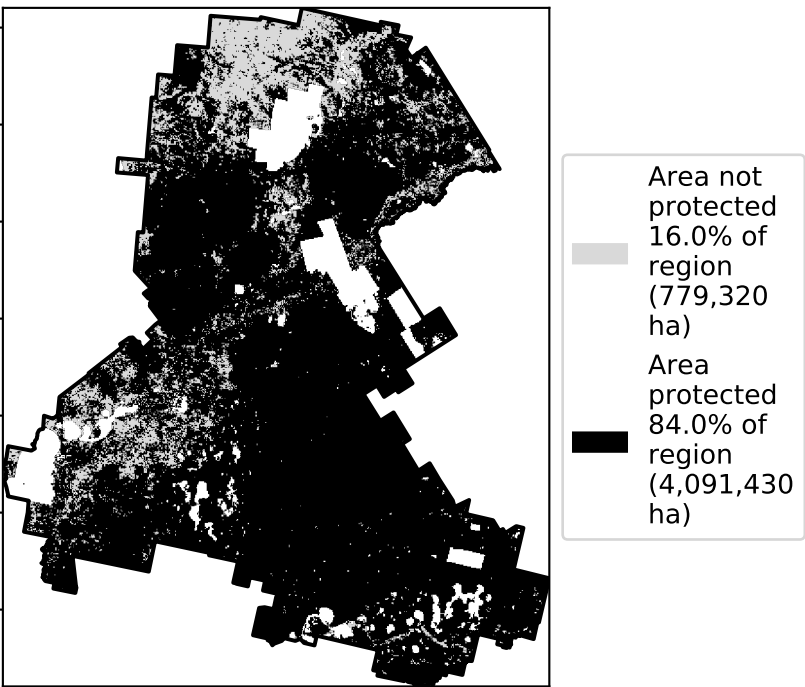 Area not
protected
16.0% of
region
(779,320
ha)
Area
protected
84.0% of
region
(4,091,430
ha)